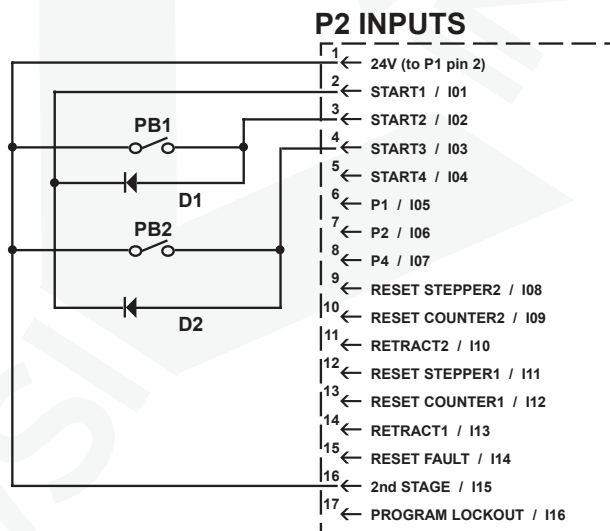 P2 INPUTS
1 24V (to P1 pin 2)
2 START1 / I01
3 START2 / I02
PB1
4 START3 / I03
5 START4 / I04
D1
6 P1 / I05
PB2
7 P2 / I06
8 P4 / I07
9 RESET STEPPER2 / I08
D2
10 RESET COUNTER2 / I09
11 RETRACT2 / I10
12 RESET STEPPER1 / I11
13 RESET COUNTER1 / I12
14 RETRACT1 / I13
15 RESET FAULT / I14
16 2nd STAGE / I15
17 PROGRAM LOCKOUT / I16